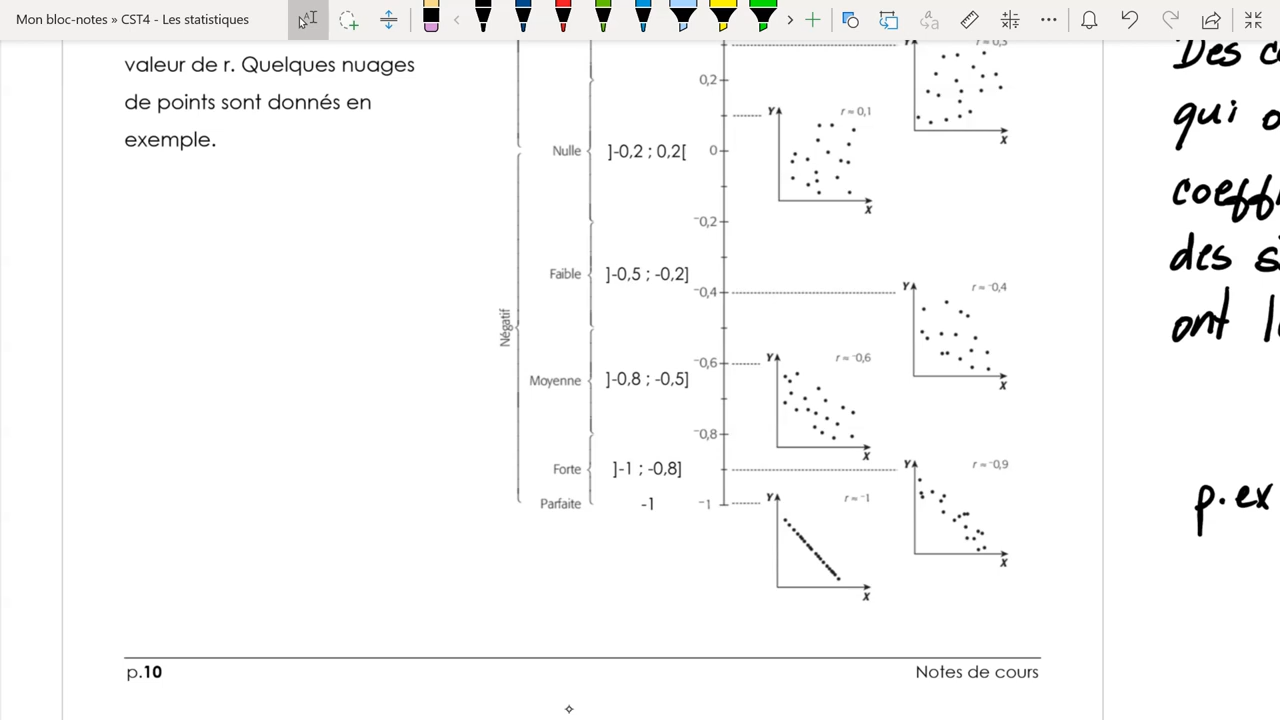 Mon bloc-notes » CST4 - Les statistiques
valeur de r. Quelques nuages
de points sont donnés en
exemple.
Nulle ]-0,2 ; 0,2[
Faible ]-0,5 ; -0,2]
Négatif
Moyenne ]-0,8 ; -0,5]
Forte ]-1 ; -0,8]
Parfaite -1
0,2
0
⁻0,2
⁻0,4
⁻0,6
⁻0,8
⁻1
Y
X
Y r ≈ 0,1
X
Y r ≈ ⁻0,4
X
Y r ≈ ⁻0,6
X
Y r ≈ ⁻0,9
X
Y r ≈ ⁻1
X
Des
qui
coeff
des
ont
p.ex
p.10
Notes de cours